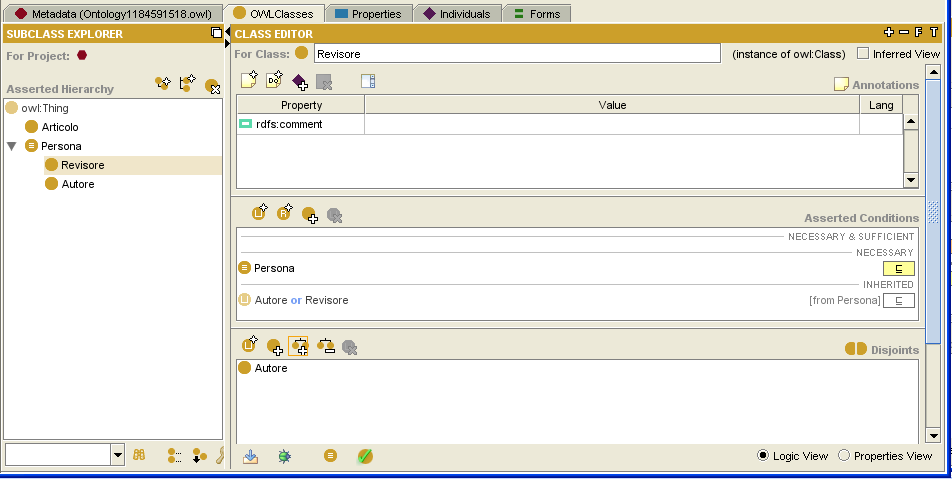 Metadata (Ontology1184591518.owl)
OWLClasses
Properties
Individuals
Forms
SUBCLASS EXPLORER
For Project:
Asserted Hierarchy
owl:Thing
Articolo
Persona
Revisore
Autore
CLASS EDITOR
F T
For Class: Revisore (instance of owl:Class) Inferred View
Annotations
Property Value Lang
rdfs:comment
Asserted Conditions
NECESSARY & SUFFICIENT
NECESSARY
Persona ⊑
INHERITED
Autore or Revisore [from Persona] ⊑
Disjoints
Autore
Logic View Properties View